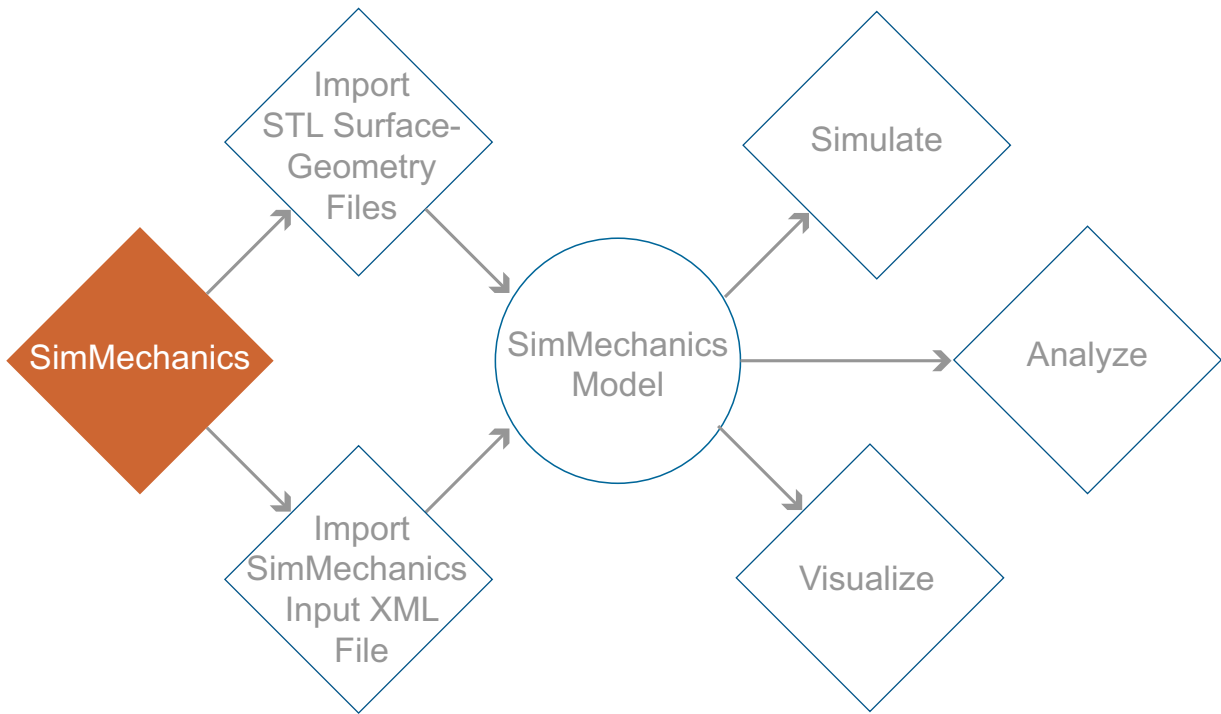 Import
STL Surface-
Geometry
Files
Simulate
SimMechanics
SimMechanics
Model
Analyze
Import
SimMechanics
Input XML
File
Visualize